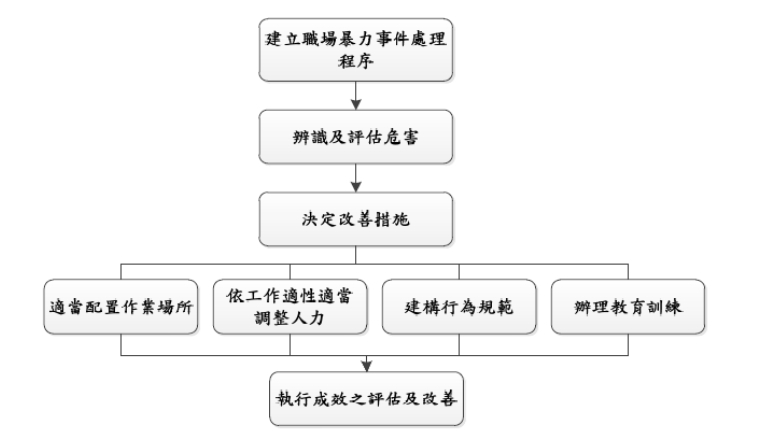 建立職場暴力事件處理
程序
辨識及評估危害
決定改善措施
適當配置作業場所
依工作適性適當
調整人力
建構行為規範
辦理教育訓練
執行成效之評估及改善